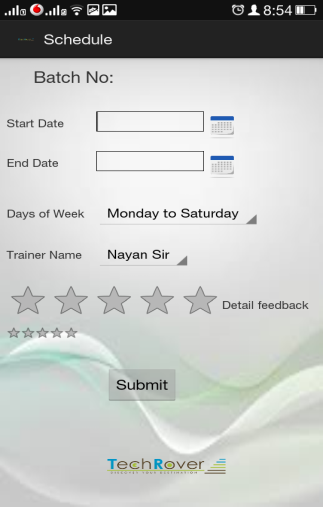 8:54
Schedule
Batch No:
Start Date
End Date
Days of Week Monday to Saturday
Trainer Name Nayan Sir
Detail feedback
Submit
TechRover